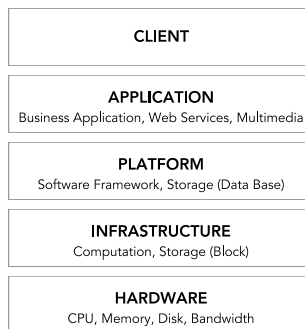 CLIENT
APPLICATION
Business Application, Web Services, Multimedia
PLATFORM
Software Framework, Storage (Data Base)
INFRASTRUCTURE
Computation, Storage (Block)
HARDWARE
CPU, Memory, Disk, Bandwidth